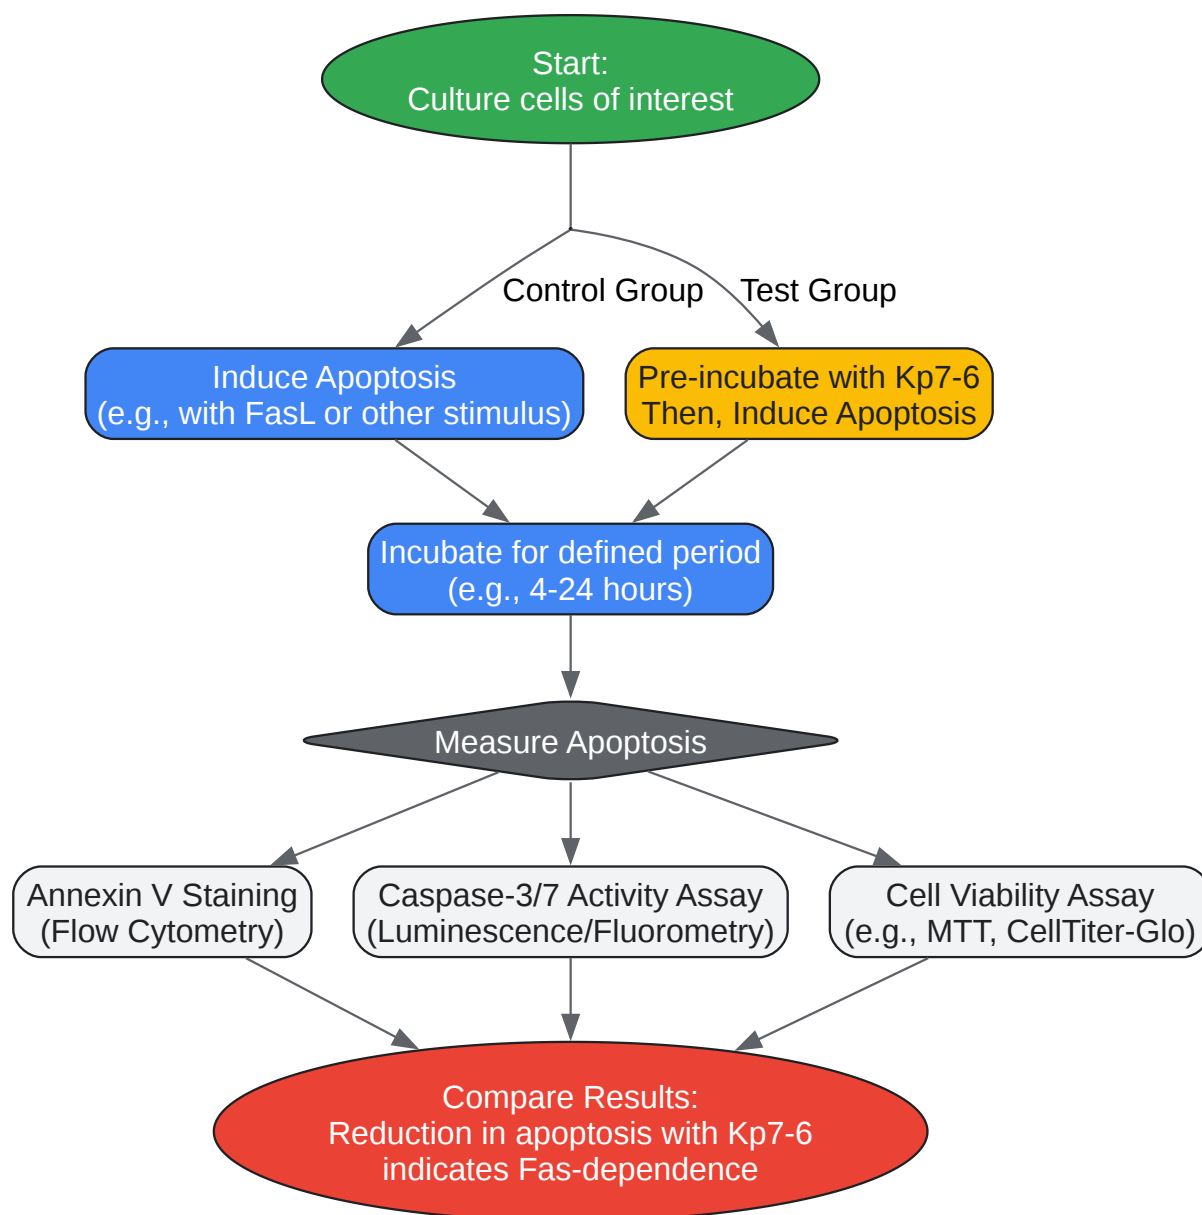 Start:
Culture cells of interest
Control Group
Test Group
Induce Apoptosis
(e.g., with FasL or other stimulus)
Pre-incubate with Kp7-6
Then, Induce Apoptosis
Incubate for defined period
(e.g., 4-24 hours)
Measure Apoptosis
Annexin V Staining
(Flow Cytometry)
Caspase-3/7 Activity Assay
(Luminescence/Fluorometry)
Cell Viability Assay
(e.g., MTT, CellTiter-Glo)
Compare Results:
Reduction in apoptosis with Kp7-6
indicates Fas-dependence